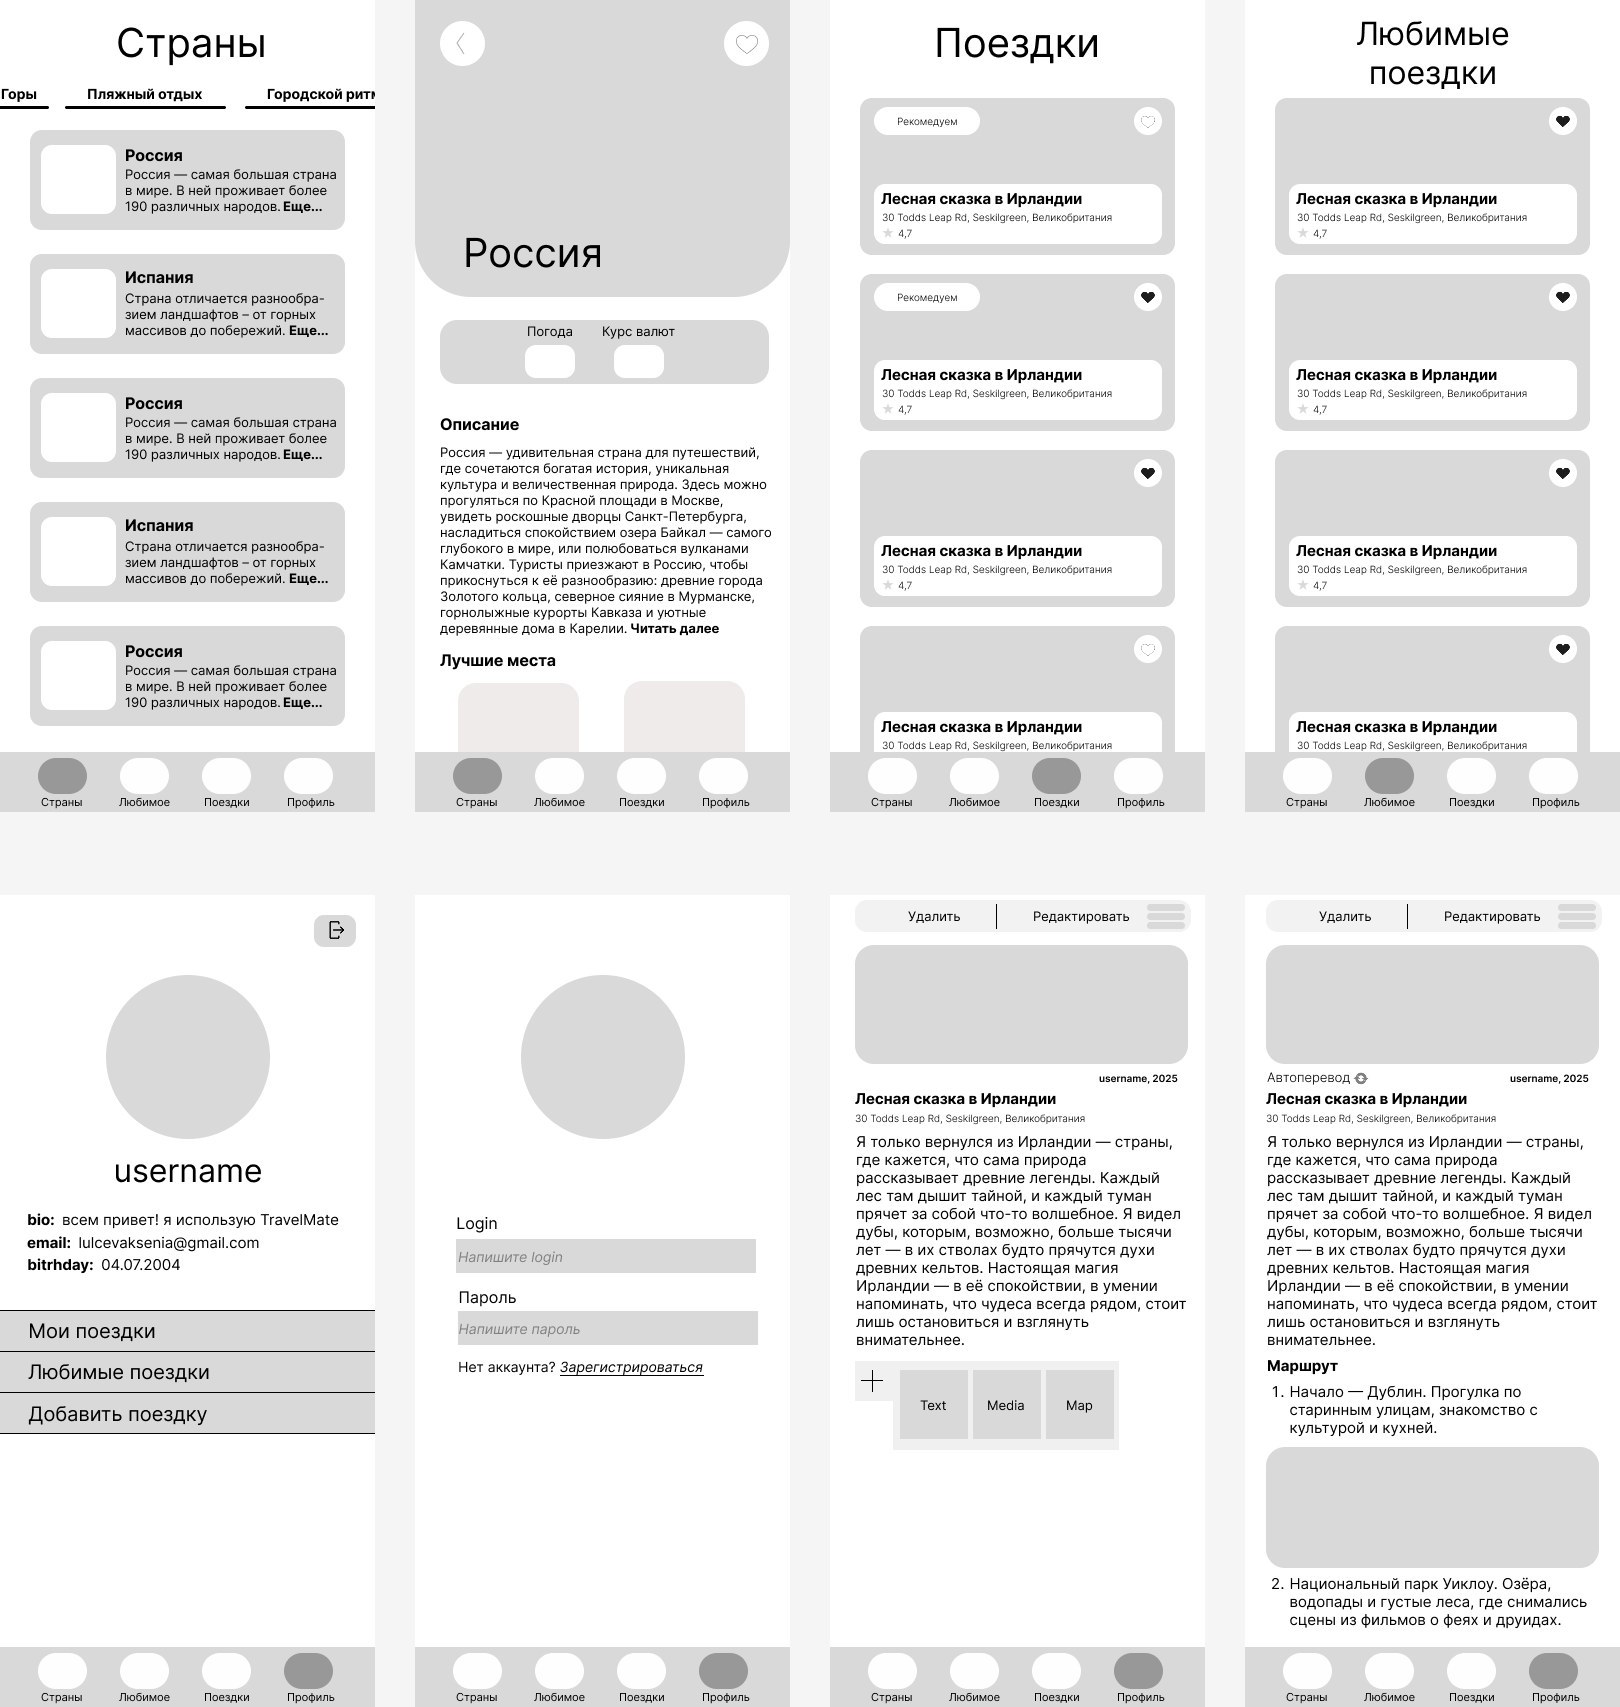 Страны
Горы
Пляжный отдых
Городской ритм
Россия
Россия — самая большая страна
в мире. В ней проживает более
190 различных народов. Еще...
Испания
Страна отличается разнообра-
зием ландшафтов – от горных
массивов до побережий. Еще...
Россия
Россия — самая большая страна
в мире. В ней проживает более
190 различных народов. Еще...
Испания
Страна отличается разнообра-
зием ландшафтов – от горных
массивов до побережий. Еще...
Россия
Россия — самая большая страна
в мире. В ней проживает более
190 различных народов. Еще...
Страны
Любимое
Поездки
Профиль
Россия
Погода
Курс валют
Описание
Россия — удивительная страна для путешествий,
где сочетаются богатая история, уникальная
культура и величественная природа. Здесь можно
прогуляться по Красной площади в Москве,
увидеть роскошные дворцы Санкт-Петербурга,
насладиться спокойствием озера Байкал — самого
глубокого в мире, или полюбоваться вулканами
Камчатки. Туристы приезжают в Россию, чтобы
прикоснуться к её разнообразию: древние города
Золотого кольца, северное сияние в Мурманске,
горнолыжные курорты Кавказа и уютные
деревянные дома в Карелии. Читать далее
Лучшие места
Страны
Любимое
Поездки
Профиль
Поездки
Рекомедуем
Лесная сказка в Ирландии
30 Todds Leap Rd, Seskilgreen, Великобритания
4,7
Рекомедуем
Лесная сказка в Ирландии
30 Todds Leap Rd, Seskilgreen, Великобритания
4,7
Лесная сказка в Ирландии
30 Todds Leap Rd, Seskilgreen, Великобритания
4,7
Лесная сказка в Ирландии
30 Todds Leap Rd, Seskilgreen, Великобритания
Страны
Любимое
Поездки
Профиль
Любимые
поездки
Лесная сказка в Ирландии
30 Todds Leap Rd, Seskilgreen, Великобритания
4,7
Лесная сказка в Ирландии
30 Todds Leap Rd, Seskilgreen, Великобритания
4,7
Лесная сказка в Ирландии
30 Todds Leap Rd, Seskilgreen, Великобритания
4,7
Лесная сказка в Ирландии
30 Todds Leap Rd, Seskilgreen, Великобритания
Страны
Любимое
Поездки
Профиль
username
bio: всем привет! я использую TravelMate
email: lulcevaksenia@gmail.com
bitrhday: 04.07.2004
Мои поездки
Любимые поездки
Добавить поездку
Страны
Любимое
Поездки
Профиль
Login
Напишите login
Пароль
Напишите пароль
Нет аккаунта? Зарегистрироваться
Страны
Любимое
Поездки
Профиль
Удалить
Редактировать
username, 2025
Лесная сказка в Ирландии
30 Todds Leap Rd, Seskilgreen, Великобритания
Я только вернулся из Ирландии — страны,
где кажется, что сама природа
рассказывает древние легенды. Каждый
лес там дышит тайной, и каждый туман
прячет за собой что-то волшебное. Я видел
дубы, которым, возможно, больше тысячи
лет — в их стволах будто прячутся духи
древних кельтов. Настоящая магия
Ирландии — в её спокойствии, в умении
напоминать, что чудеса всегда рядом, стоит
лишь остановиться и взглянуть
внимательнее.
Text
Media
Map
Страны
Любимое
Поездки
Профиль
Удалить
Редактировать
Автоперевод
username, 2025
Лесная сказка в Ирландии
30 Todds Leap Rd, Seskilgreen, Великобритания
Я только вернулся из Ирландии — страны,
где кажется, что сама природа
рассказывает древние легенды. Каждый
лес там дышит тайной, и каждый туман
прячет за собой что-то волшебное. Я видел
дубы, которым, возможно, больше тысячи
лет — в их стволах будто прячутся духи
древних кельтов. Настоящая магия
Ирландии — в её спокойствии, в умении
напоминать, что чудеса всегда рядом, стоит
лишь остановиться и взглянуть
внимательнее.
Маршрут
1. Начало — Дублин. Прогулка по
старинным улицам, знакомство с
культурой и кухней.
2. Национальный парк Уиклоу. Озёра,
водопады и густые леса, где снимались
сцены из фильмов о феях и друидах.
Страны
Любимое
Поездки
Профиль